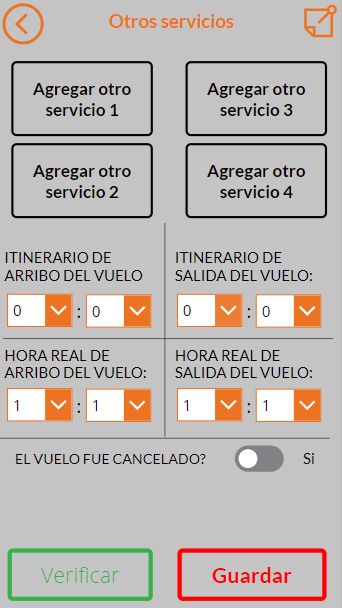 Otros servicios
Agregar otro
servicio 1
Agregar otro
servicio 3
Agregar otro
servicio 2
Agregar otro
servicio 4
ITINERARIO DE
ARRIBO DEL VUELO
0 : 0
ITINERARIO DE
SALIDA DEL VUELO:
0 : 0
HORA REAL DE
ARRIBO DEL VUELO:
1 : 1
HORA REAL DE
SALIDA DEL VUELO:
1 : 1
EL VUELO FUE CANCELADO? Si
Verificar
Guardar